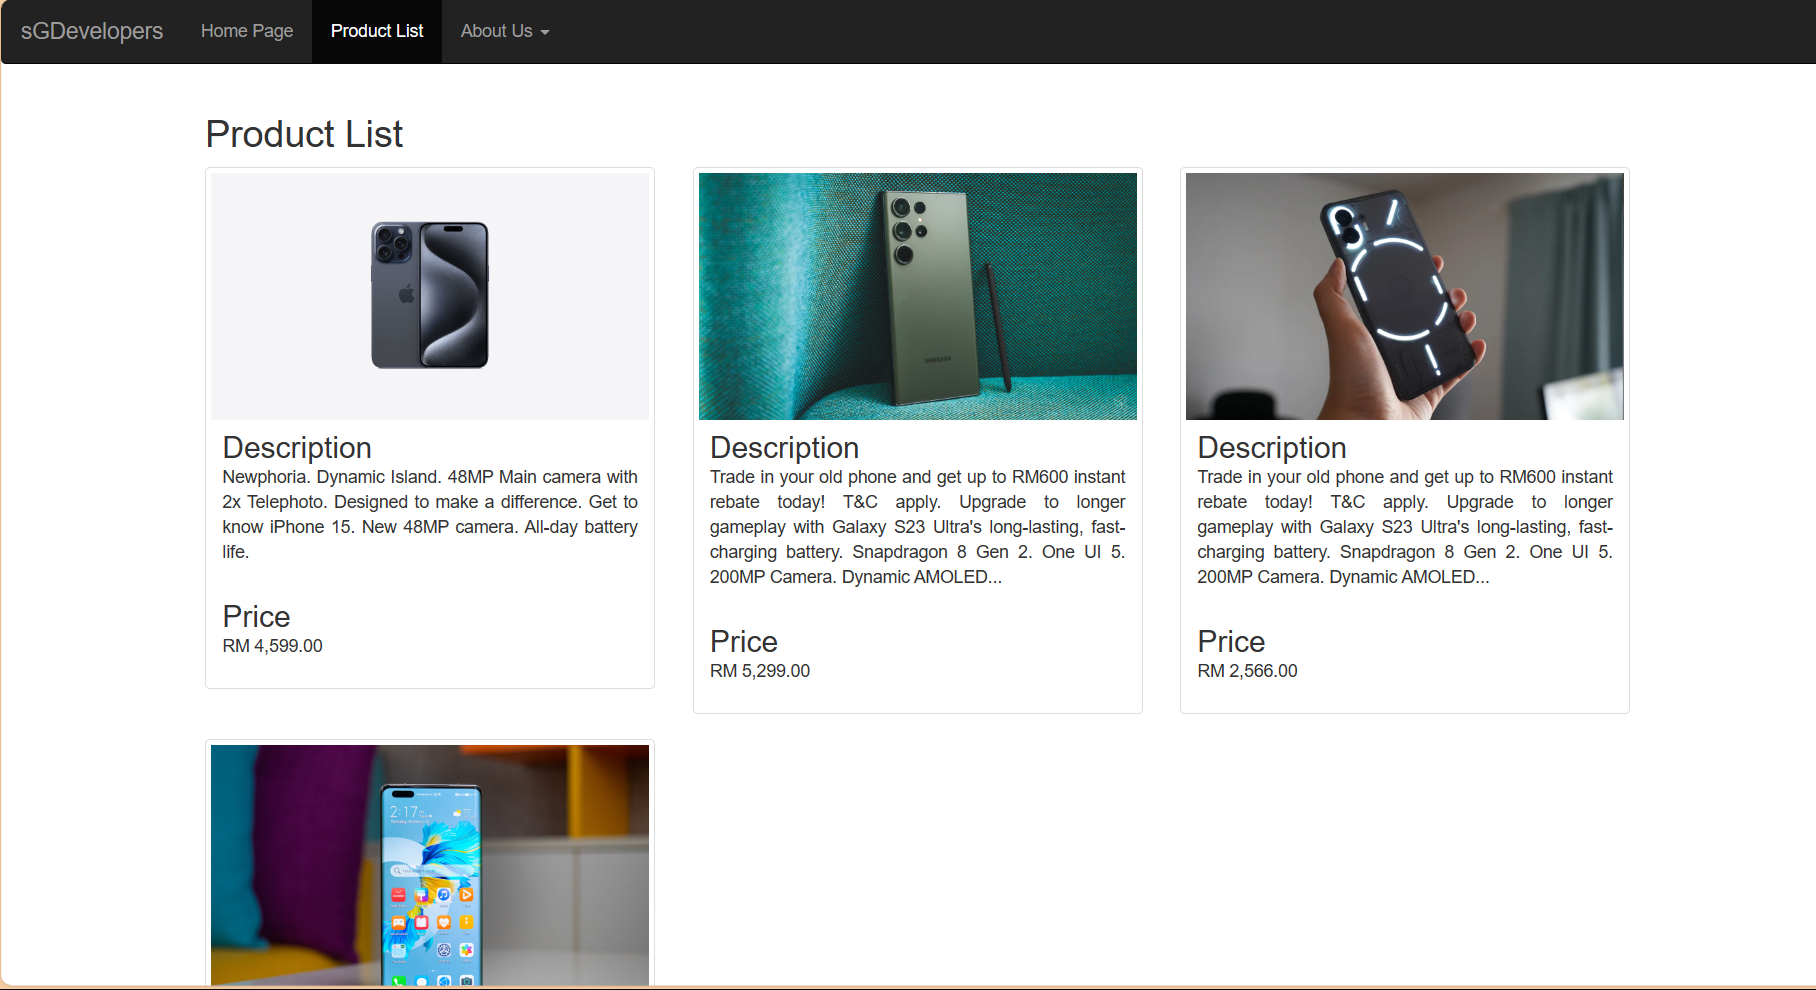 sGDevelopers Home Page Product List About Us
Product List
Description
Newphoria. Dynamic Island. 48MP Main camera with
2x Telephoto. Designed to make a difference. Get to
know iPhone 15. New 48MP camera. All-day battery
life.
Price
RM 4,599.00
SAMSUNG
Description
Trade in your old phone and get up to RM600 instant
rebate today! T&C apply. Upgrade to longer
gameplay with Galaxy S23 Ultra's long-lasting, fast-
charging battery. Snapdragon 8 Gen 2. One UI 5.
200MP Camera. Dynamic AMOLED...
Price
RM 5,299.00
Description
Trade in your old phone and get up to RM600 instant
rebate today! T&C apply. Upgrade to longer
gameplay with Galaxy S23 Ultra's long-lasting, fast-
charging battery. Snapdragon 8 Gen 2. One UI 5.
200MP Camera. Dynamic AMOLED...
Price
RM 2,566.00
2:17